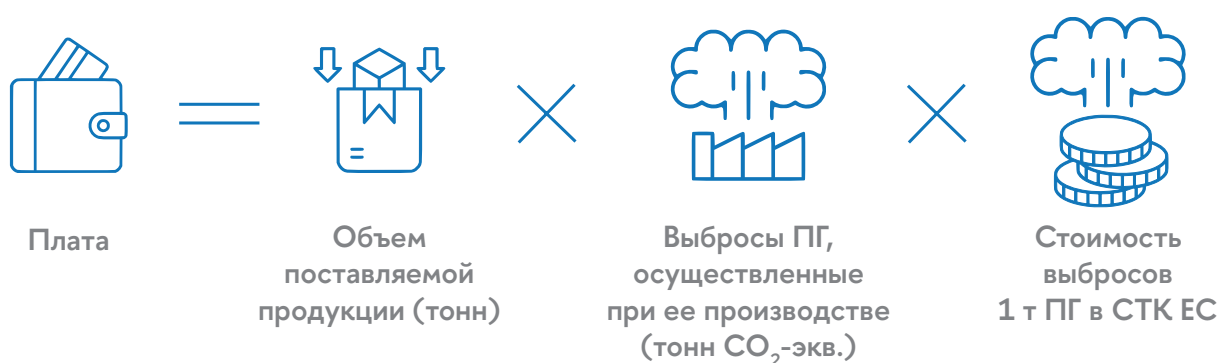 Плата
Объем
поставляемой
продукции (тонн)
Выбросы ПГ,
осуществленные
при ее производстве
(тонн CO₂-экв.)
Стоимость
выбросов
1 т ПГ в СТК ЕС